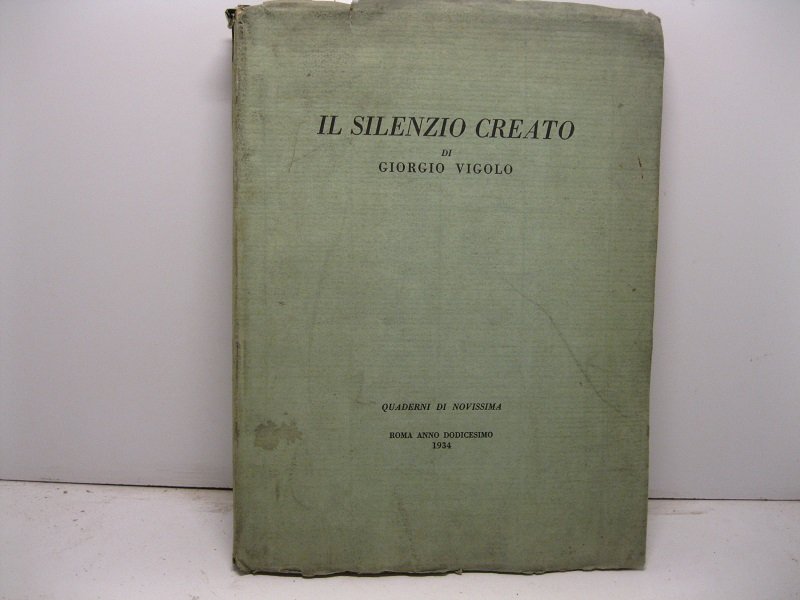 IL SILENZIO CREATO
DI
GIORGIO VIGOLO
QUADERNI DI NOVISSIMA
ROMA ANNO DODICESIMO
1934